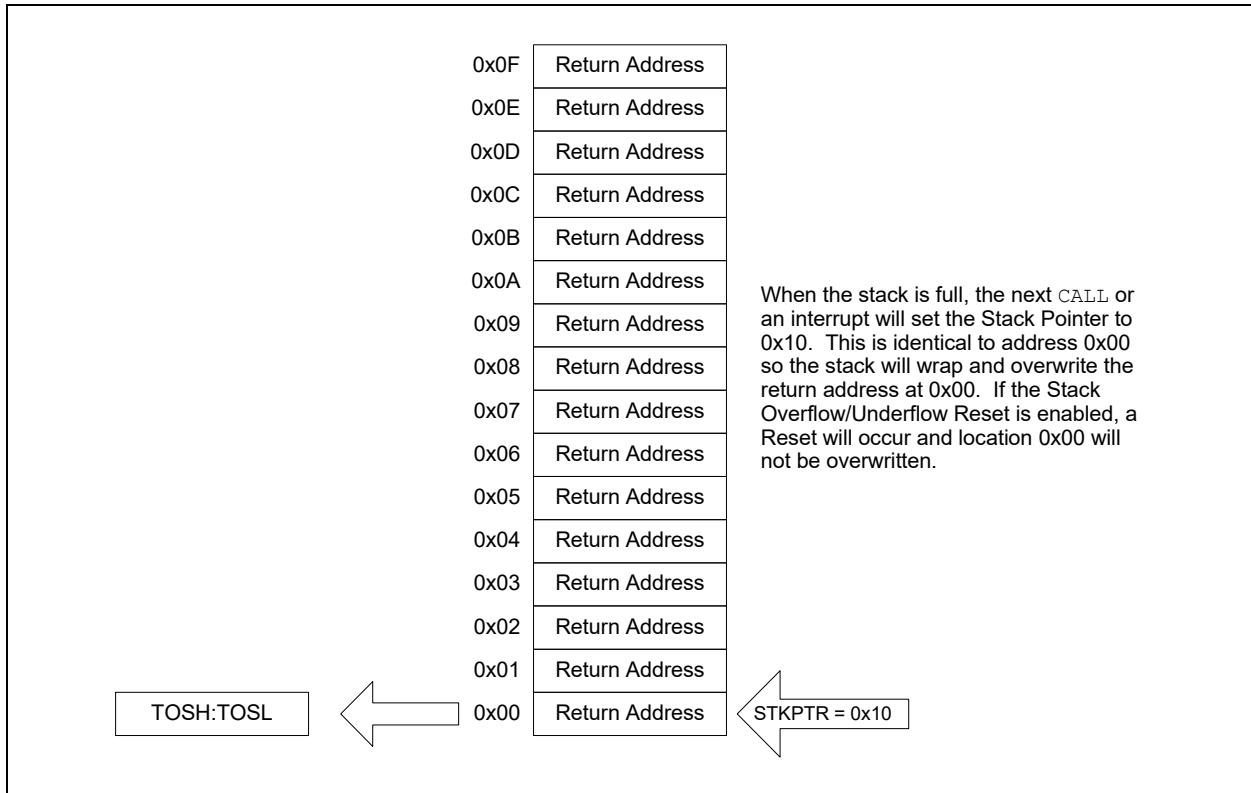 0x0F Return Address
0x0E Return Address
0x0D Return Address
0x0C Return Address
0x0B Return Address
0x0A Return Address
0x09 Return Address
0x08 Return Address
0x07 Return Address
0x06 Return Address
0x05 Return Address
0x04 Return Address
0x03 Return Address
0x02 Return Address
0x01 Return Address
TOSH:TOSL 0x00 Return Address STKPTR = 0x10
When the stack is full, the next CALL or
an interrupt will set the Stack Pointer to
0x10. This is identical to address 0x00
so the stack will wrap and overwrite the
return address at 0x00. If the Stack
Overflow/Underflow Reset is enabled, a
Reset will occur and location 0x00 will
not be overwritten.